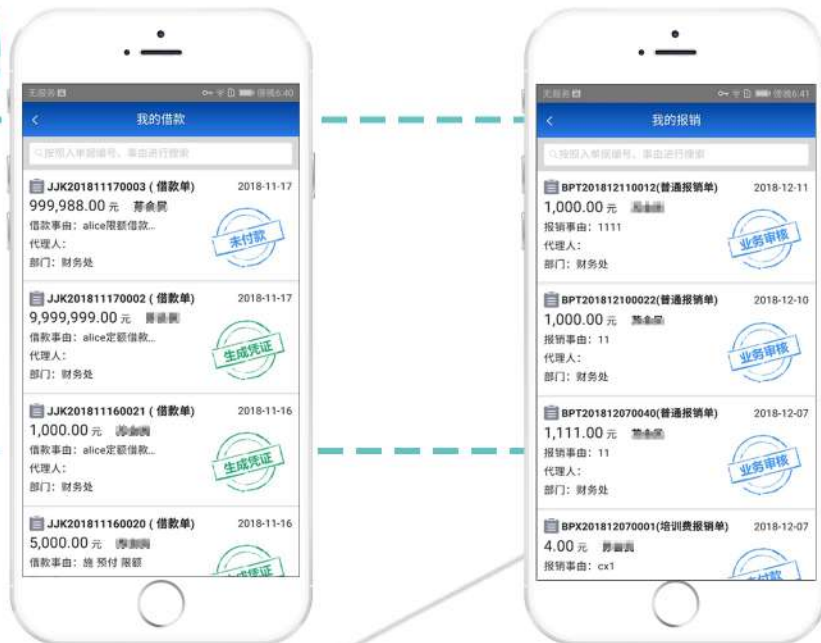 无服务
傍晚6:40
我的借款
按照入单据编号、事由进行搜索
JJK201811170003 ( 借款单)
2018-11-17
999,988.00 元
借款事由：alice限额借款...
未付款
代理人：
部门：财务处
JJK201811170002 ( 借款单)
2018-11-17
9,999,999.00 元
借款事由：alice定额借款...
生成凭证
代理人：
部门：财务处
JJK201811160021 ( 借款单)
2018-11-16
1,000.00 元
借款事由：alice定额借款...
生成凭证
代理人：
部门：财务处
JJK201811160020 ( 借款单)
2018-11-16
5,000.00 元
借款事由：施 预付 限额
生成凭证
无服务
傍晚6:41
我的报销
按照入单据编号、事由进行搜索
BPT201812110012(普通报销单)
2018-12-11
1,000.00 元
报销事由：1111
业务审核
代理人：
部门：财务处
BPT201812100022(普通报销单)
2018-12-10
1,000.00 元
报销事由：11
业务审核
代理人：
部门：财务处
BPT201812070040(普通报销单)
2018-12-07
1,111.00 元
报销事由：11
业务审核
代理人：
部门：财务处
BPX201812070001(培训费报销单)
2018-12-07
4.00 元
报销事由：cx1
未付款